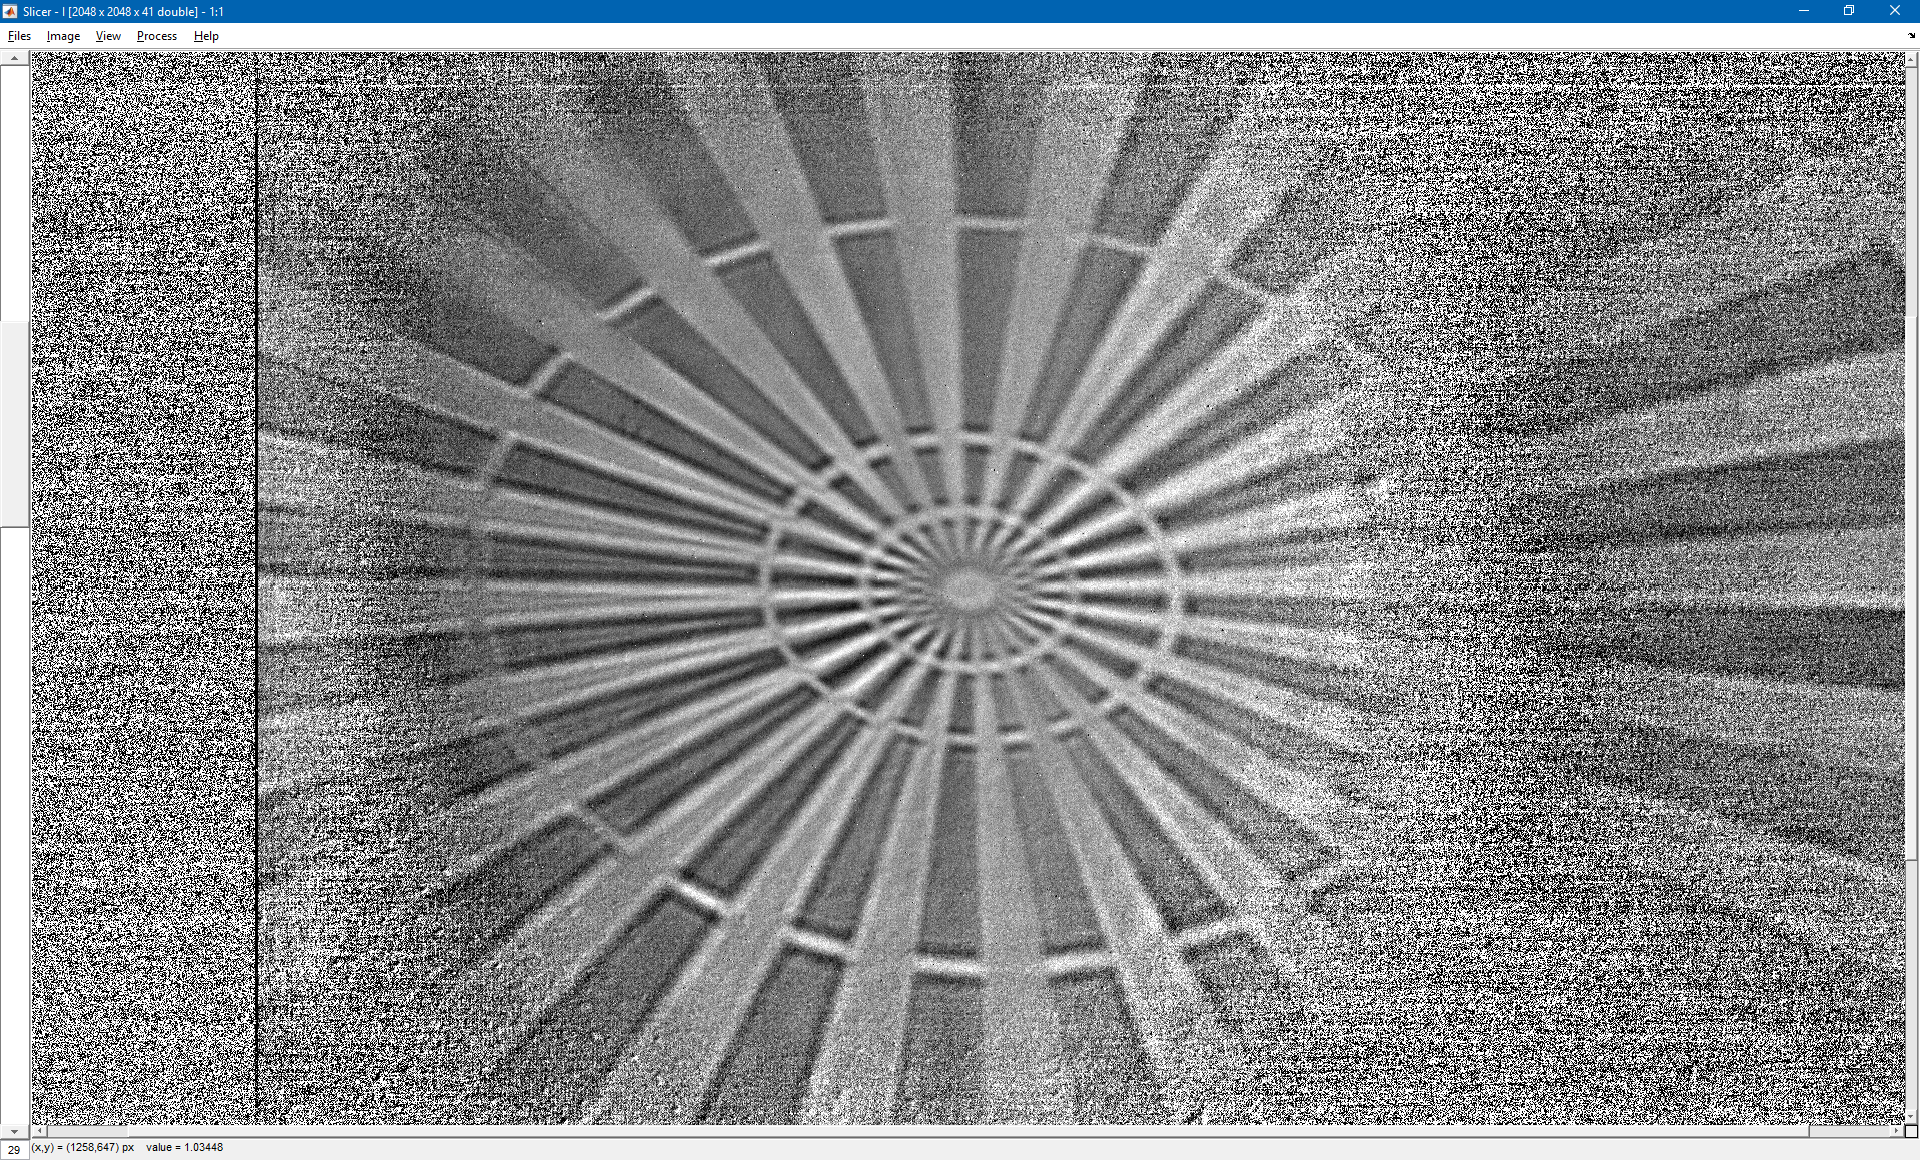 Slicer - I [2048 x 2048 x 41 double] - 1:1
Files Image View Process Help
29 (x,y) = (1258,647) px value = 1.03448